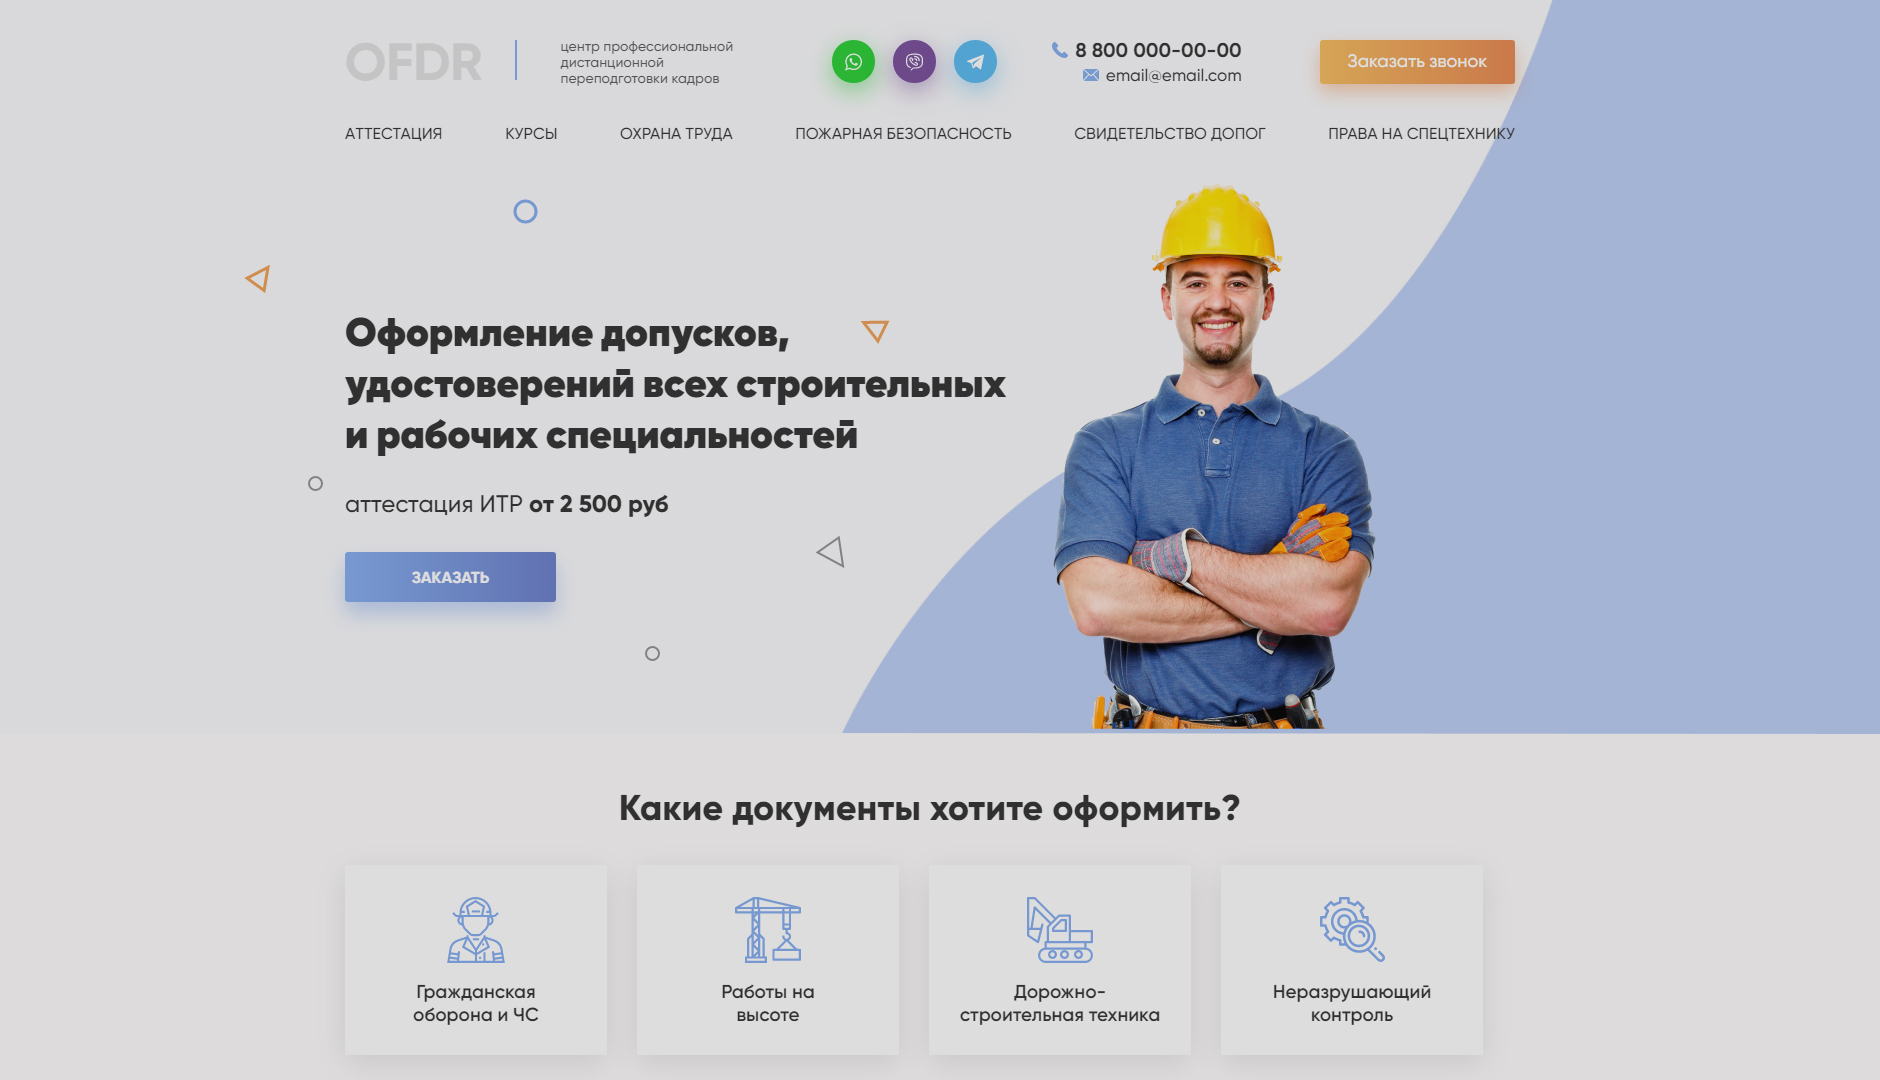 OFDR
центр профессиональной
дистанционной
переподготовки кадров
8 800 000-00-00
email@email.com
Заказать звонок
АТТЕСТАЦИЯ
КУРСЫ
ОХРАНА ТРУДА
ПОЖАРНАЯ БЕЗОПАСНОСТЬ
СВИДЕТЕЛЬСТВО ДОПОГ
ПРАВА НА СПЕЦТЕХНИКУ
Оформление допусков,
удостоверений всех строительных
и рабочих специальностей
аттестация ИТР от 2 500 руб
ЗАКАЗАТЬ
Какие документы хотите оформить?
Гражданская
оборона и ЧС
Работы на
высоте
Дорожно-
строительная техника
Неразрушающий
контроль